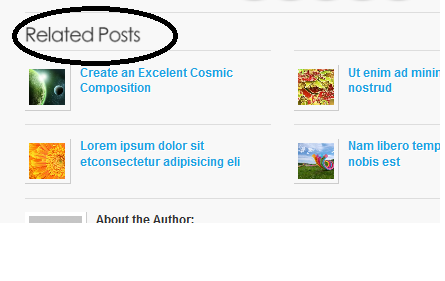 Related Posts
Create an Excelent Cosmic
Composition
Ut enim ad minim
nostrud
Lorem ipsum dolor sit
etconsectetur adipisicing eli
Nam libero temp
nobis est
About the Author: